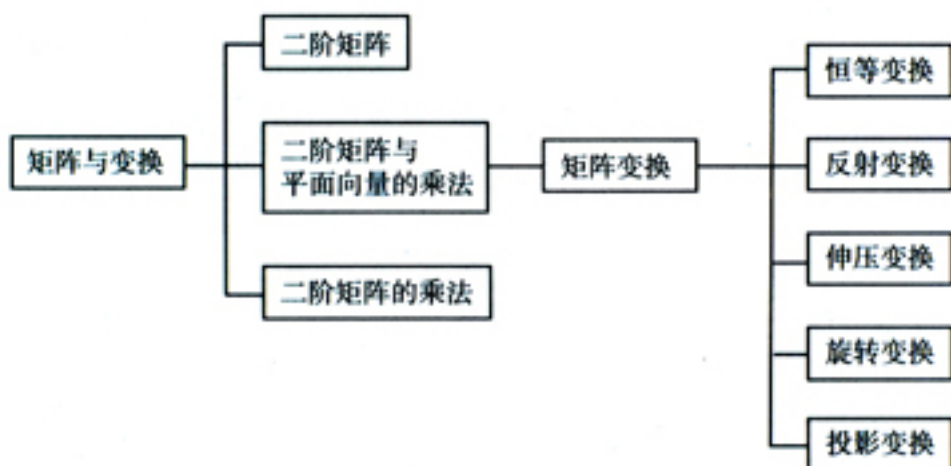 矩阵与变换
二阶矩阵
二阶矩阵与
平面向量的乘法
二阶矩阵的乘法
矩阵变换
恒等变换
反射变换
伸压变换
旋转变换
投影变换